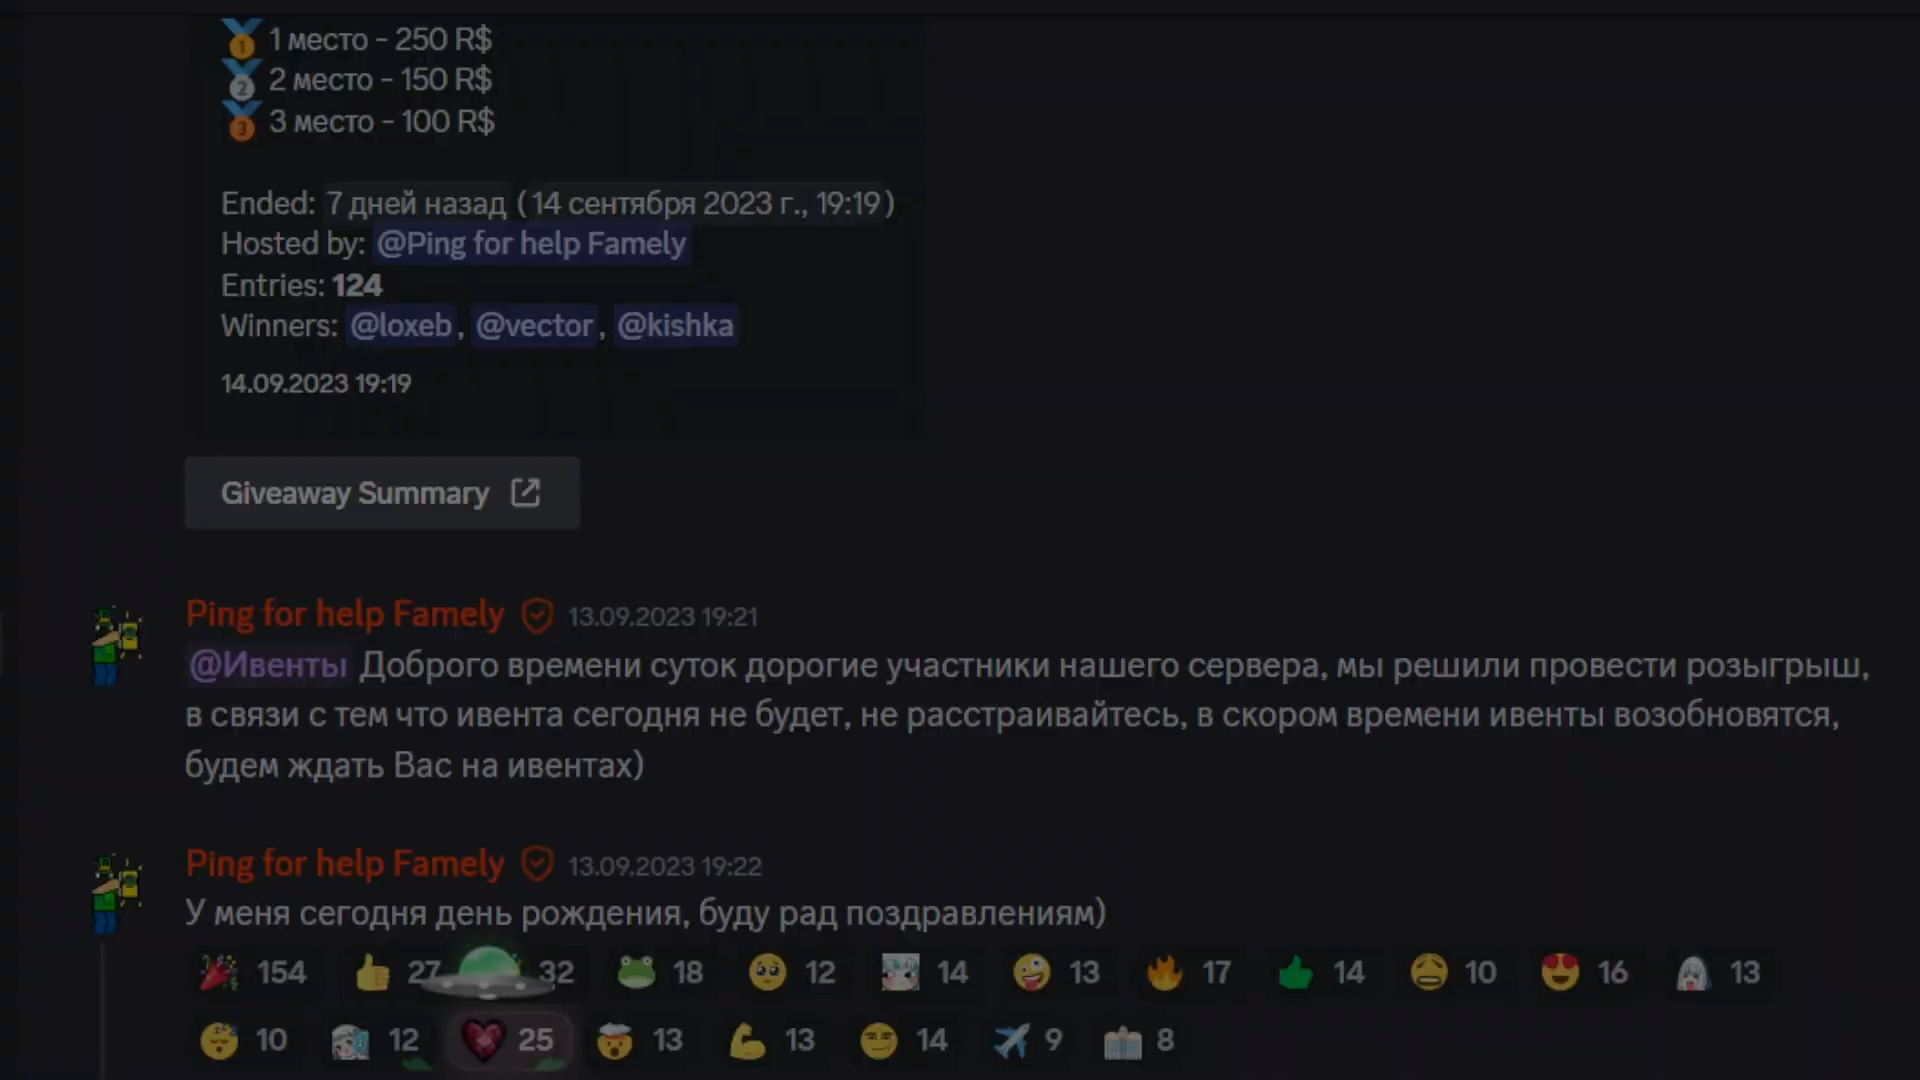 1 место - 250 R$
2 место - 150 R$
3 место - 100 R$
Ended: 7 дней назад (14 сентября 2023 г., 19:19)
Hosted by: @Ping for help Famely
Entries: 124
Winners: @loxeb, @vector, @kishka
14.09.2023 19:19
Giveaway Summary
Ping for help Famely 13.09.2023 19:21
@Ивенты Доброго времени суток дорогие участники нашего сервера, мы решили провести розыгрыш,
в связи с тем что ивента сегодня не будет, не расстраивайтесь, в скором времени ивенты возобновятся,
будем ждать Вас на ивентах)
Ping for help Famely 13.09.2023 19:22
У меня сегодня день рождения, буду рад поздравлениям)
154 27 32 18 12 14 13 17 14 10 16 13
10 12 25 13 13 14 9 8